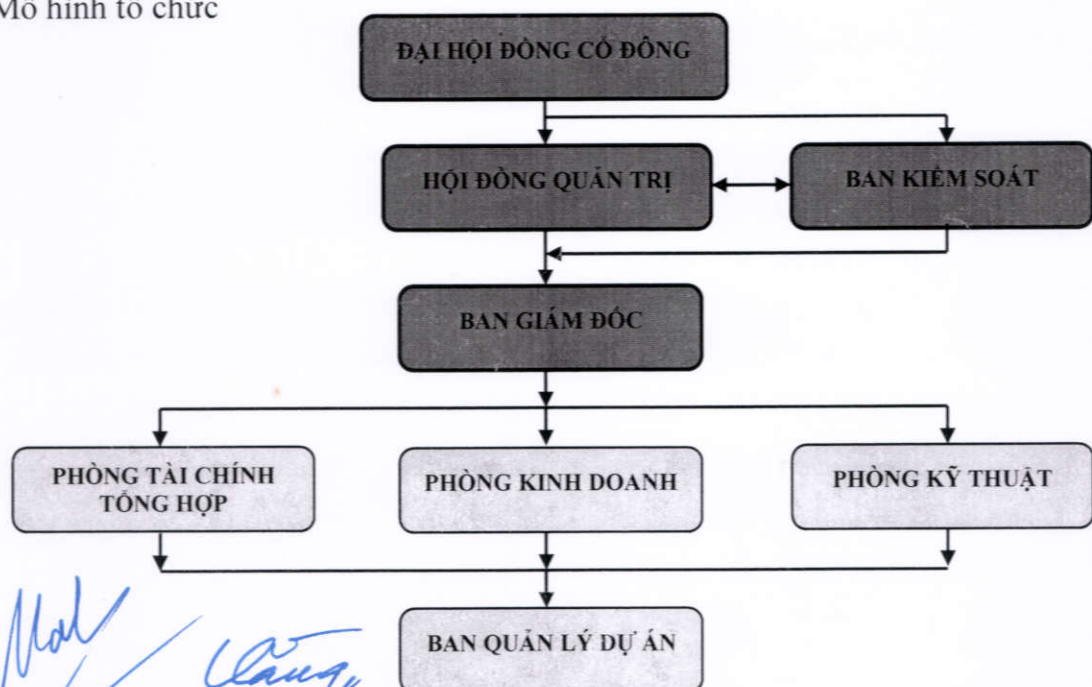 Mô hình tổ chức
ĐẠI HỘI ĐỒNG CỔ ĐÔNG
HỘI ĐỒNG QUẢN TRỊ
BAN KIỂM SOÁT
BAN GIÁM ĐỐC
PHÒNG TÀI CHÍNH
TỔNG HỢP
PHÒNG KINH DOANH
PHÒNG KỸ THUẬT
BAN QUẢN LÝ DỰ ÁN